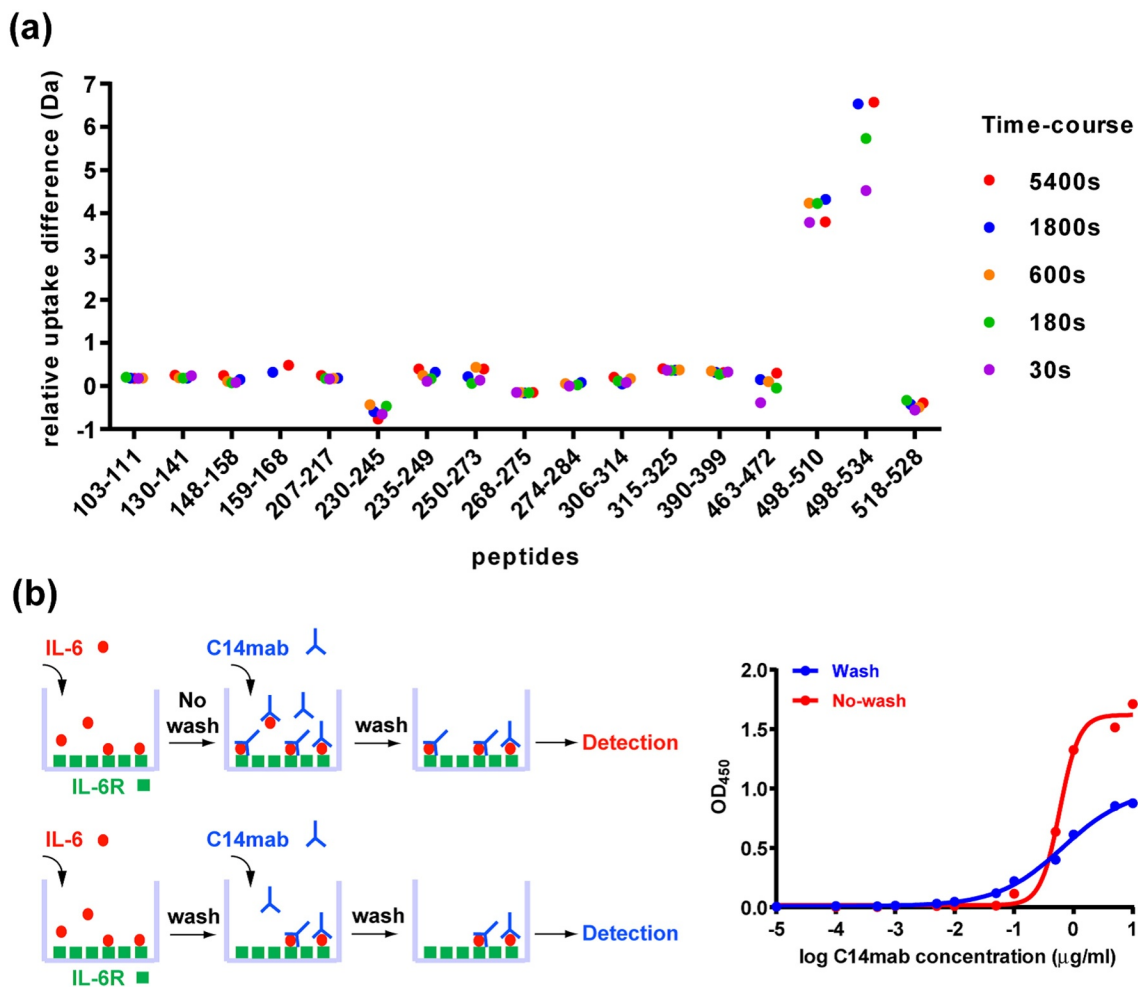 (a)
relative uptake difference (Da)
7
6
5
4
3
2
1
0
-1
103-111
130-141
148-158
159-168
207-217
230-245
235-249
250-273
268-275
274-284
306-314
315-325
390-399
463-472
498-510
498-534
518-528
peptides
Time-course
5400s
1800s
600s
180s
30s
(b)
IL-6
C14mab
No
wash
wash
Detection
IL-6R
IL-6
C14mab
wash
wash
Detection
IL-6R
Wash
No-wash
OD450
2.0
1.5
1.0
0.5
0.0
-5
-4
-3
-2
-1
0
1
log C14mab concentration (μg/ml)